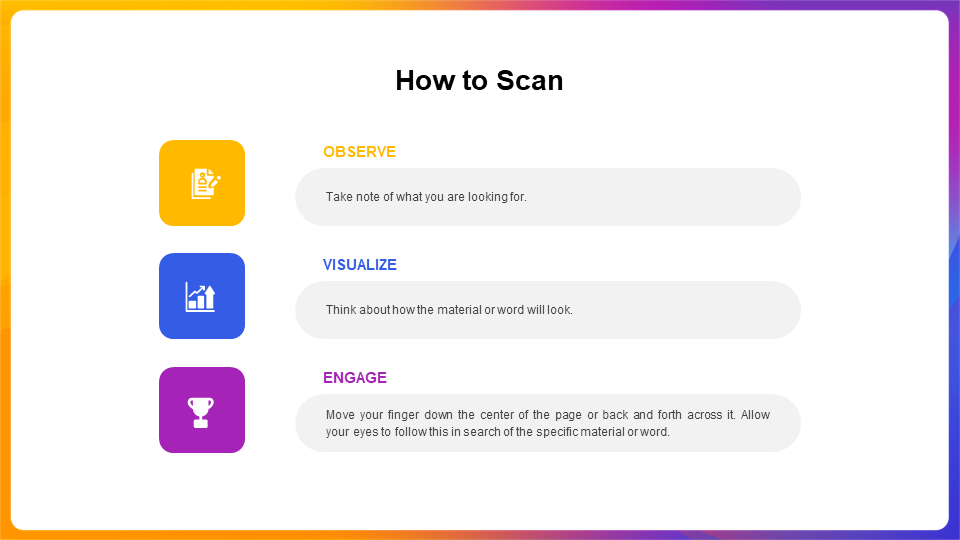 How to Scan
OBSERVE
Take note of what you are looking for.
VISUALIZE
Think about how the material or word will look.
ENGAGE
Move your finger down the center of the page or back and forth across it. Allow
your eyes to follow this in search of the specific material or word.